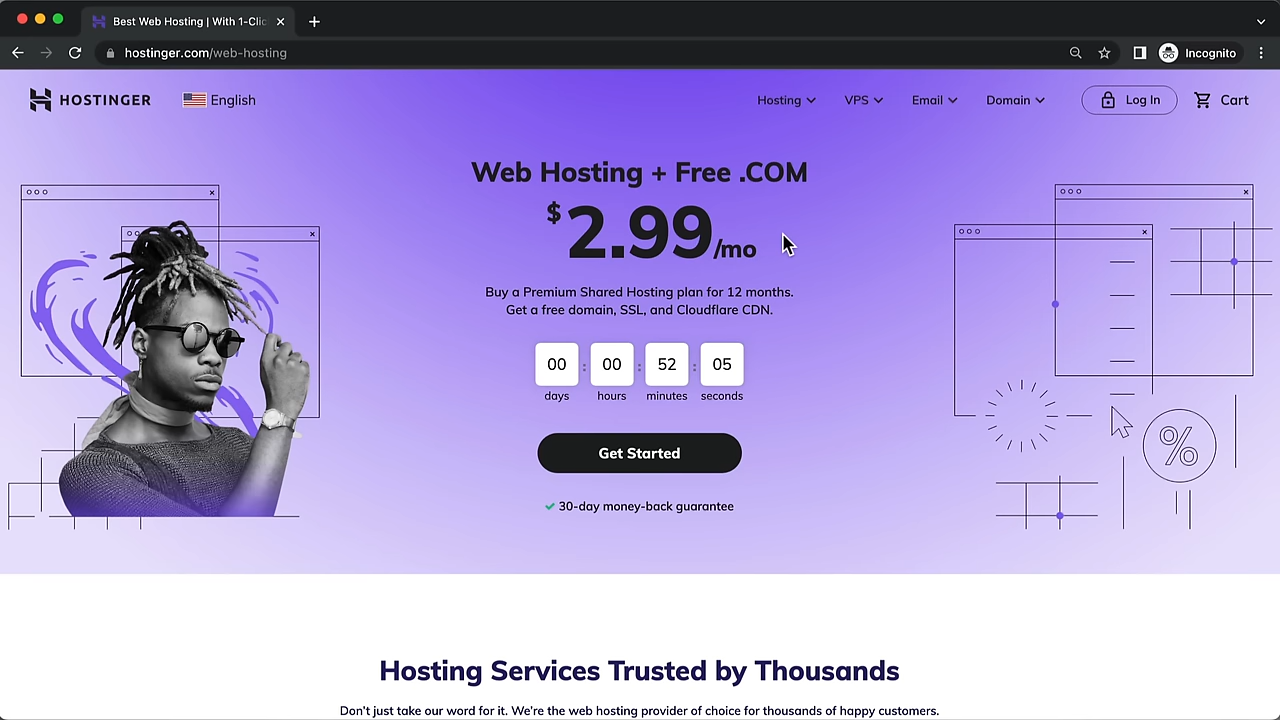 Best Web Hosting | With 1-Clic
hostinger.com/web-hosting
Incognito
HOSTINGER
English
Hosting
VPS
Email
Domain
Log In
Cart
Web Hosting + Free .COM
$2.99/mo
Buy a Premium Shared Hosting plan for 12 months.
Get a free domain, SSL, and Cloudflare CDN.
00 : 00 : 52 : 05
days hours minutes seconds
Get Started
30-day money-back guarantee
%
Hosting Services Trusted by Thousands
Don't just take our word for it. We're the web hosting provider of choice for thousands of happy customers.